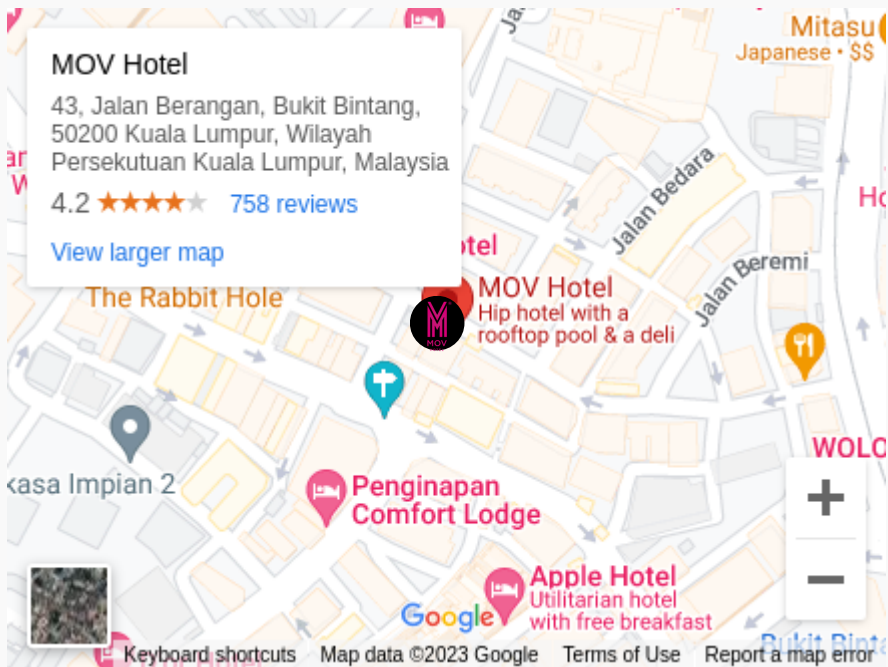 Mitasu
Japanese • $$
MOV Hotel
43, Jalan Berangan, Bukit Bintang,
50200 Kuala Lumpur, Wilayah
Persekutuan Kuala Lumpur, Malaysia
4.2
758 reviews
View larger map
Jalan Bedara
Jalan Beremi
The Rabbit Hole
MOV Hotel
Hip hotel with a
rooftop pool & a deli
MOV
WOLO
Impian 2
Penginapan
Comfort Lodge
Apple Hotel
Utilitarian hotel
with free breakfast
Google
Keyboard shortcuts
Map data ©2023 Google
Terms of Use
Report a map error